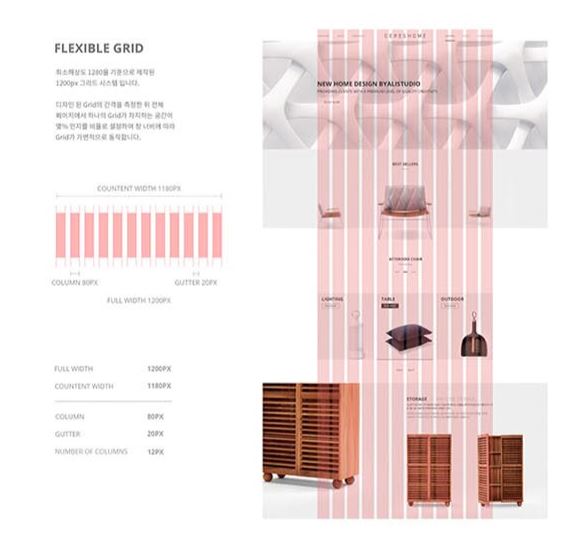 FLEXIBLE GRID
최소해상도 1280을 기준으로 제작된
1200px 그리드 시스템 입니다.
디자인 된 Grid의 간격을 측정한 뒤 전체
페이지에서 하나의 Grid가 차지하는 공간이
몇% 인지를 비율로 설정하여 창 너비에 따라
Grid가 가변적으로 동작합니다.
COUNTENT WIDTH 1180PX
COLUMN 80PX
GUTTER 20PX
FULL WIDTH 1200PX
FULL WIDTH 1200PX
COUNTENT WIDTH 1180PX
COLUMN 80PX
GUTTER 20PX
NUMBER OF COLUMNS 12PX
CERESHOME
NEW HOME DESIGN BYALISTUDIO
BEST SELLERS
AFTEROOM CHAIR
LIGHTING
TABLE
OUTDOOR
STORAGE